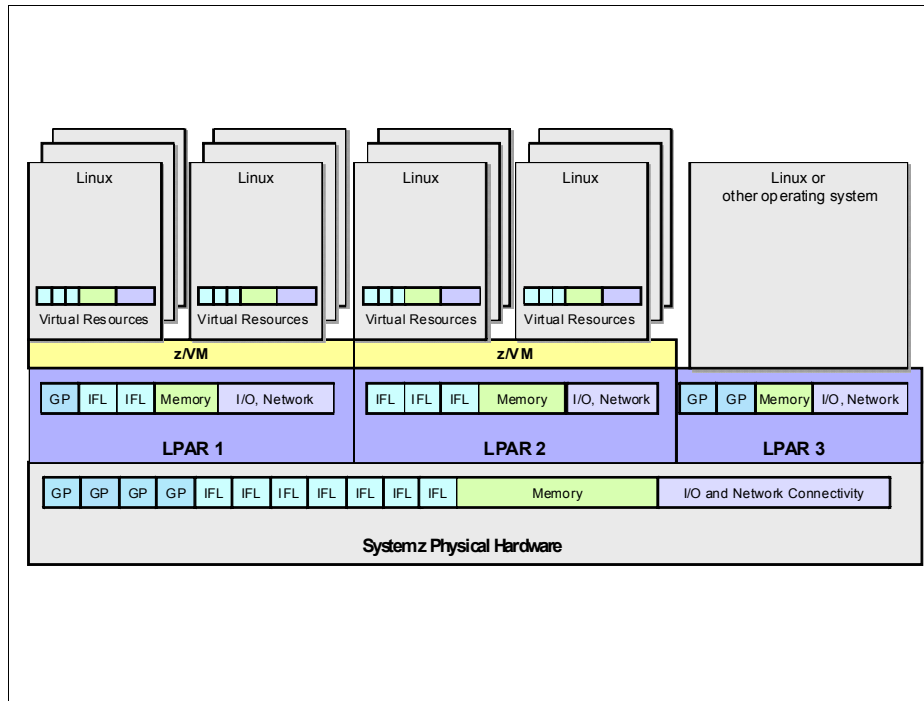 Linux
Linux
Linux
Linux
Linux or
other operating system
Virtual Resources
Virtual Resources
Virtual Resources
Virtual Resources
z/VM
z/VM
GP IFL IFL Memory I/O, Network
IFL IFL IFL Memory I/O, Network
GP GP Memory I/O, Network
LPAR 1
LPAR 2
LPAR 3
GP GP GP GP IFL IFL IFL IFL IFL IFL IFL Memory I/O and Network Connectivity
System z Physical Hardware